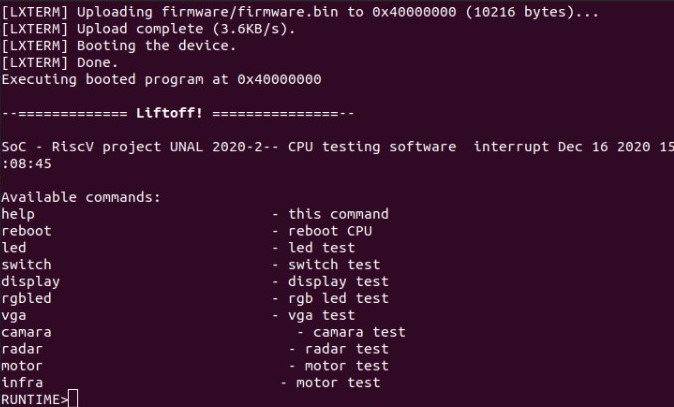 [LXTERM] Uploading firmware/firmware.bin to 0x40000000 (10216 bytes)...
[LXTERM] Upload complete (3.6KB/s).
[LXTERM] Booting the device.
[LXTERM] Done.
Executing booted program at 0x40000000
--============= Liftoff! ===============--
SoC - RiscV project UNAL 2020-2-- CPU testing software  interrupt Dec 16 2020 15
:08:45
Available commands:
help                            - this command
reboot                          - reboot CPU
led                             - led test
switch                          - switch test
display                         - display test
rgbled                          - rgb led test
vga                             - vga test
camara                             - camara test
radar                             - radar test
motor                             - motor test
infra                            - motor test
RUNTIME>